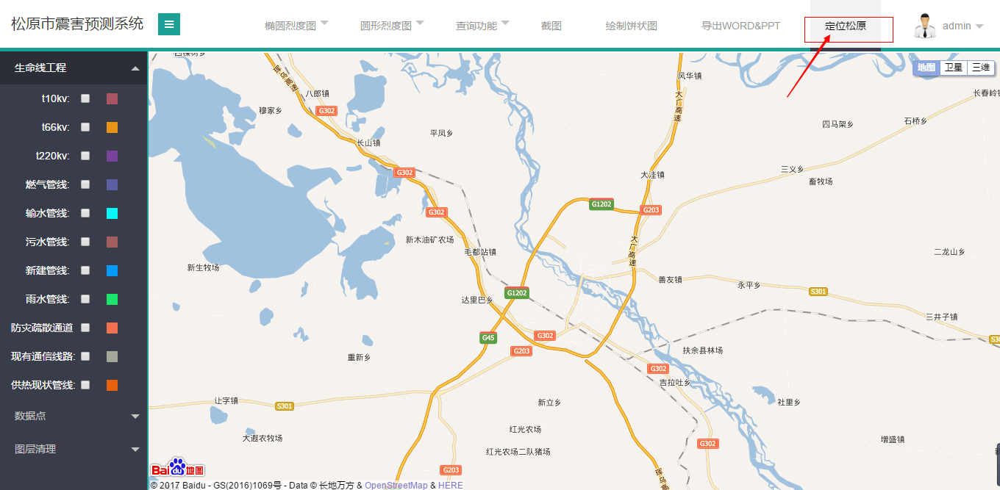 松原市震害预测系统
椭圆烈度图
圆形烈度图
查询功能
截图
绘制饼状图
导出WORD&PPT
定位松原
admin
生命线工程
t10kv:
t66kv:
t220kv:
燃气管线:
输水管线:
污水管线:
新建管线:
雨水管线:
防灾疏散通道
现有通信线路:
供热现状管线:
数据点
图层清理
地图 卫星 三维
珲乌高速
八郎镇
穆家乡
G302
长山镇
平凤乡
风华镇
大广高速
长春岭镇
四马架乡
石桥乡
三义乡
畜牧场
大洼镇
G302
G1202
G203
G302
新木油矿农场
毛都站镇
大广高速
二龙山乡
新生牧场
善友镇
永平乡
S301
G1202
达里巴乡
三井子镇
G45
G302
G203
扶余县林场
重新乡
G302
吉拉吐乡
让字镇
S301
新立乡
社里乡
红光农场
大遐农牧场
增盛镇
G302
红光农场二队猪场
G203
珲乌高速
Bai du 地图
© 2017 Baidu - GS(2016)1069号 - Data © 长地万方 & OpenStreetMap & HERE